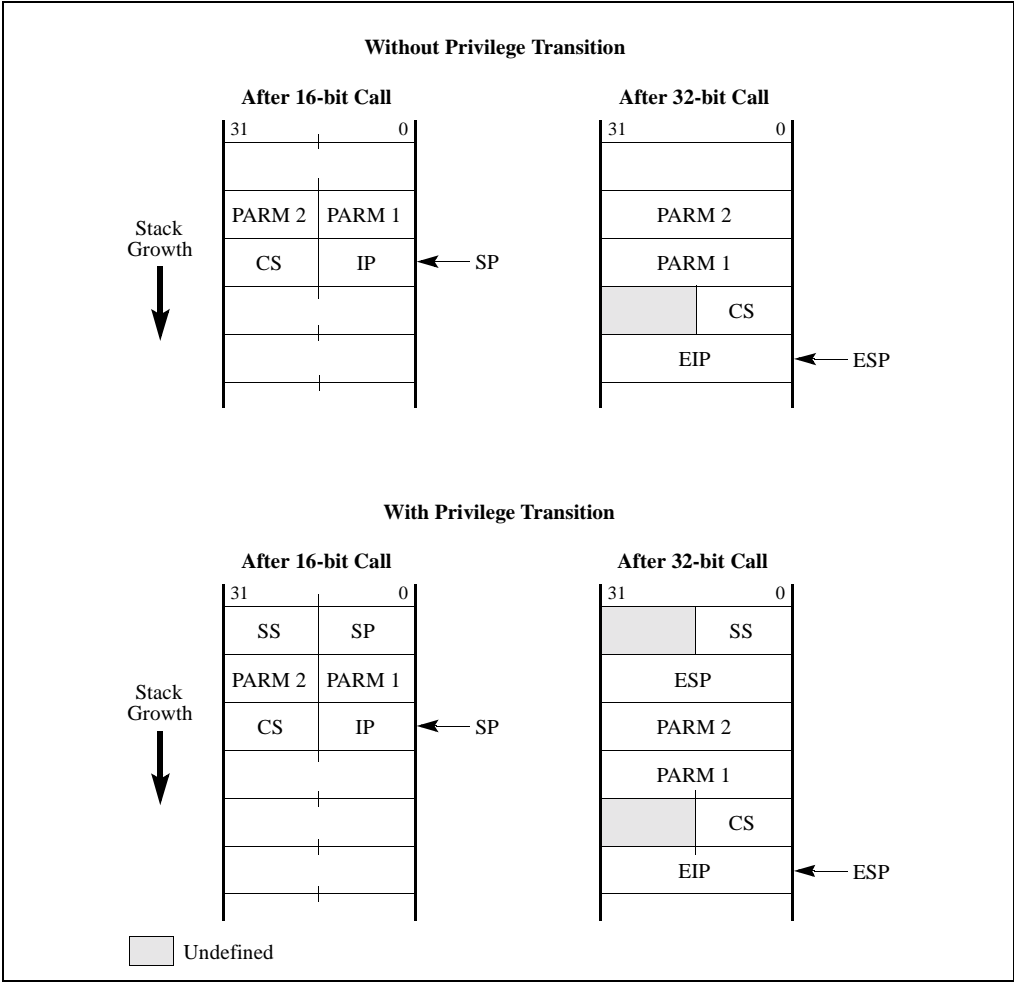 Without Privilege Transition
After 16-bit Call
After 32-bit Call
31 0
31 0
PARM 2 PARM 1
PARM 2
Stack
Growth
CS IP
SP
PARM 1
CS
EIP
ESP
With Privilege Transition
After 16-bit Call
After 32-bit Call
31 0
31 0
SS SP
SS
PARM 2 PARM 1
ESP
Stack
Growth
CS IP
SP
PARM 2
PARM 1
CS
EIP
ESP
Undefined